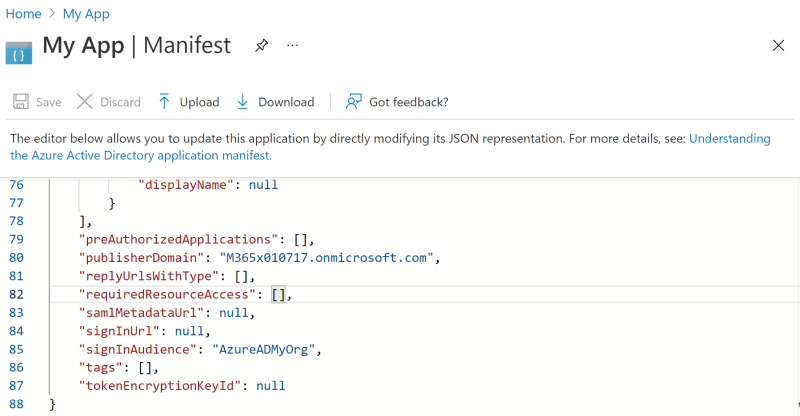 Home > My App
{ } My App | Manifest ...
Save Discard Upload Download Got feedback?
The editor below allows you to update this application by directly modifying its JSON representation. For more details, see: Understanding
the Azure Active Directory application manifest.
76 "displayName": null
77 }
78 ],
79 "preAuthorizedApplications": [],
80 "publisherDomain": "M365x010717.onmicrosoft.com",
81 "replyUrlsWithType": [],
82 "requiredResourceAccess": [],
83 "samlMetadataUrl": null,
84 "signInUrl": null,
85 "signInAudience": "AzureADMyOrg",
86 "tags": [],
87 "tokenEncryptionKeyId": null
88 }